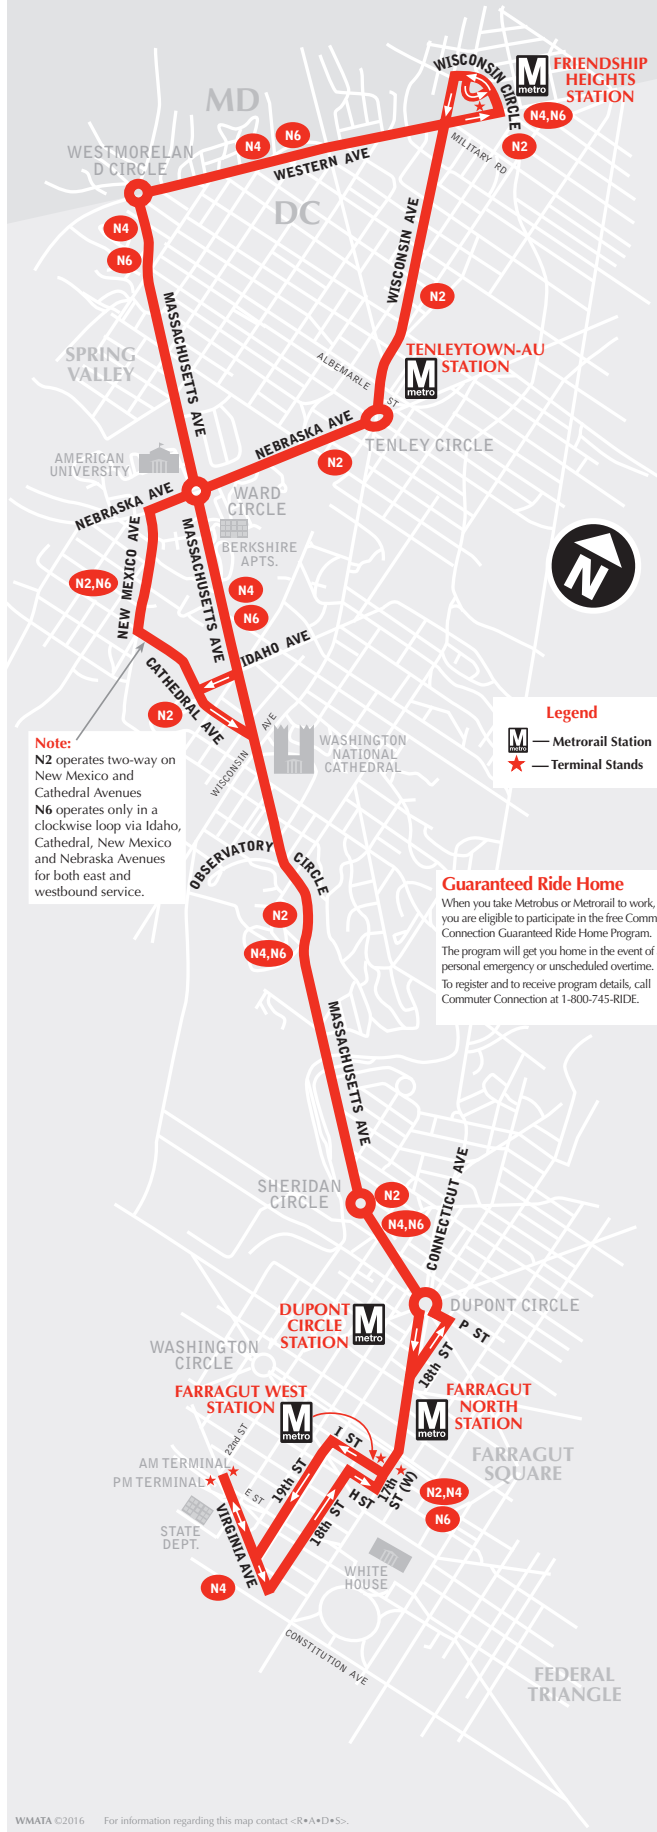 WISCONSIN CIRCLE
M
metro
FRIENDSHIP
HEIGHTS
STATION
N4,N6
N2
MD
N4
N6
WESTERN AVE
MILITARY RD
WESTMORELAN
D CIRCLE
DC
N4
N6
WISCONSIN AVE
N2
MASSACHUSETTS AVE
SPRING
VALLEY
TENLEYTOWN-AU
STATION
M
metro
ALBEMARLE ST
NEBRASKA AVE
TENLEY CIRCLE
N2
AMERICAN
UNIVERSITY
NEBRASKA AVE
WARD
CIRCLE
BERKSHIRE
APTS.
NEW MEXICO AVE
MASSACHUSETTS AVE
N
N2,N6
N4
N6
IDAHO AVE
CATHEDRAL AVE
N2
WISCONSIN AVE
WASHINGTON
NATIONAL
CATHEDRAL
Legend
M
metro
— Metrorail Station
— Terminal Stands
Note:
N2 operates two-way on
New Mexico and
Cathedral Avenues
N6 operates only in a
clockwise loop via Idaho,
Cathedral, New Mexico
and Nebraska Avenues
for both east and
westbound service.
OBSERVATORY CIRCLE
N2
N4,N6
Guaranteed Ride Home
When you take Metrobus or Metrorail to work,
you are eligible to participate in the free Comm
Connection Guaranteed Ride Home Program.
The program will get you home in the event of
personal emergency or unscheduled overtime.
To register and to receive program details, call
Commuter Connection at 1-800-745-RIDE.
MASSACHUSETTS AVE
SHERIDAN
CIRCLE
N2
N4,N6
CONNECTICUT AVE
DUPONT
CIRCLE
STATION
M
metro
DUPONT CIRCLE
P ST
18th ST
WASHINGTON
CIRCLE
FARRAGUT WEST
STATION
M
metro
FARRAGUT
NORTH
STATION
M
metro
FARRAGUT
SQUARE
I ST
22nd ST
AM TERMINAL
PM TERMINAL
E ST
19th ST
18th ST
H ST
17th
ST (W)
N2,N4
N6
STATE
DEPT.
VIRGINIA AVE
N4
WHITE
HOUSE
CONSTITUTION AVE
FEDERAL
TRIANGLE
WMATA ©2016 For information regarding this map contact <R•A•D•S>.